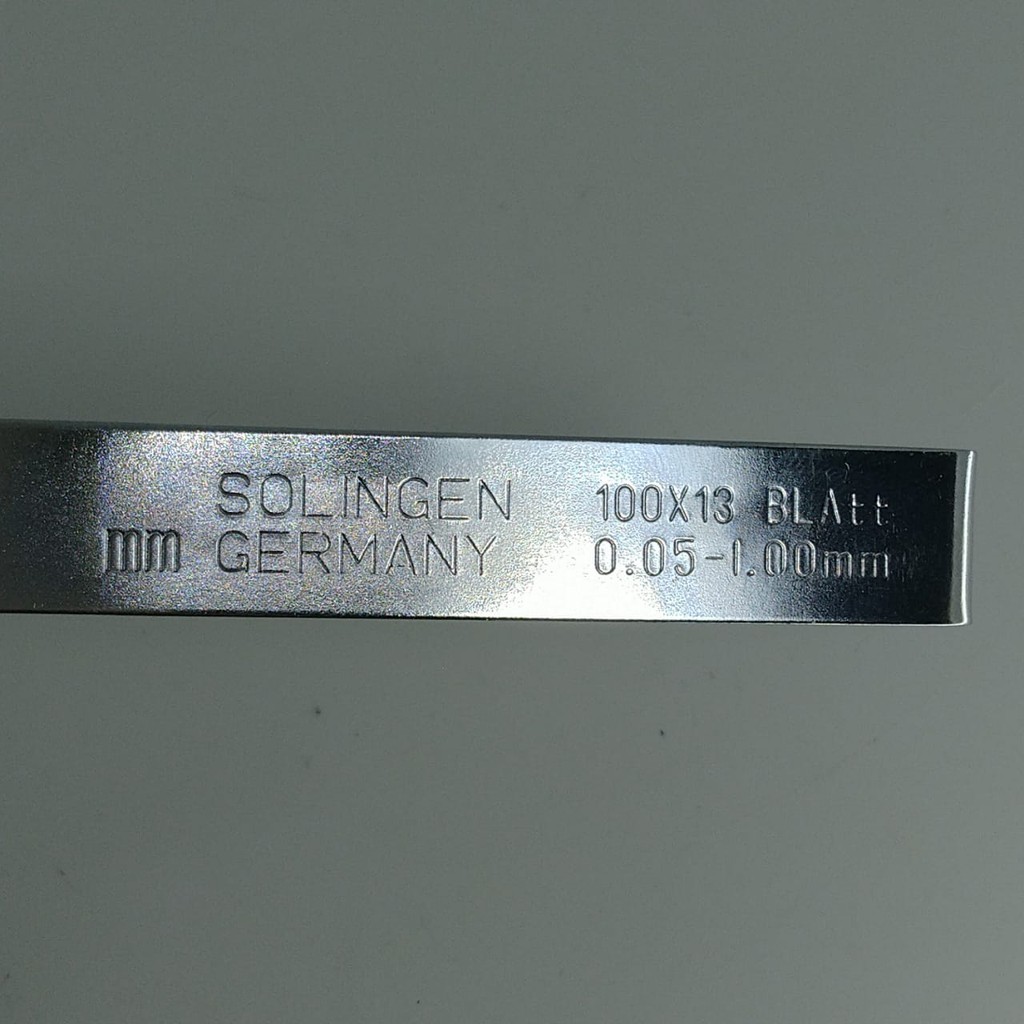 SOLINGEN
mm GERMANY
100X13 BLAtt
0.05-1.00mm